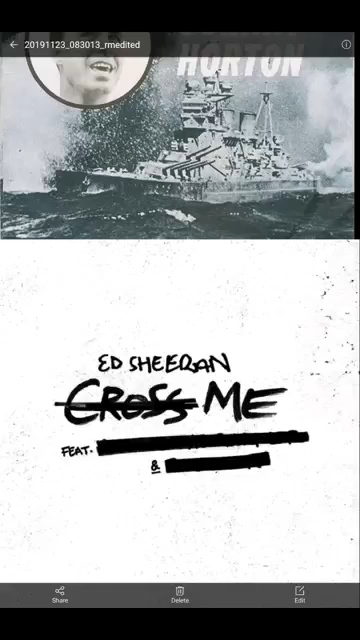 20191123_083013_rmedited
HORTON
ED SHEERAN
CROSS ME
FEAT.
&
Share Delete Edit